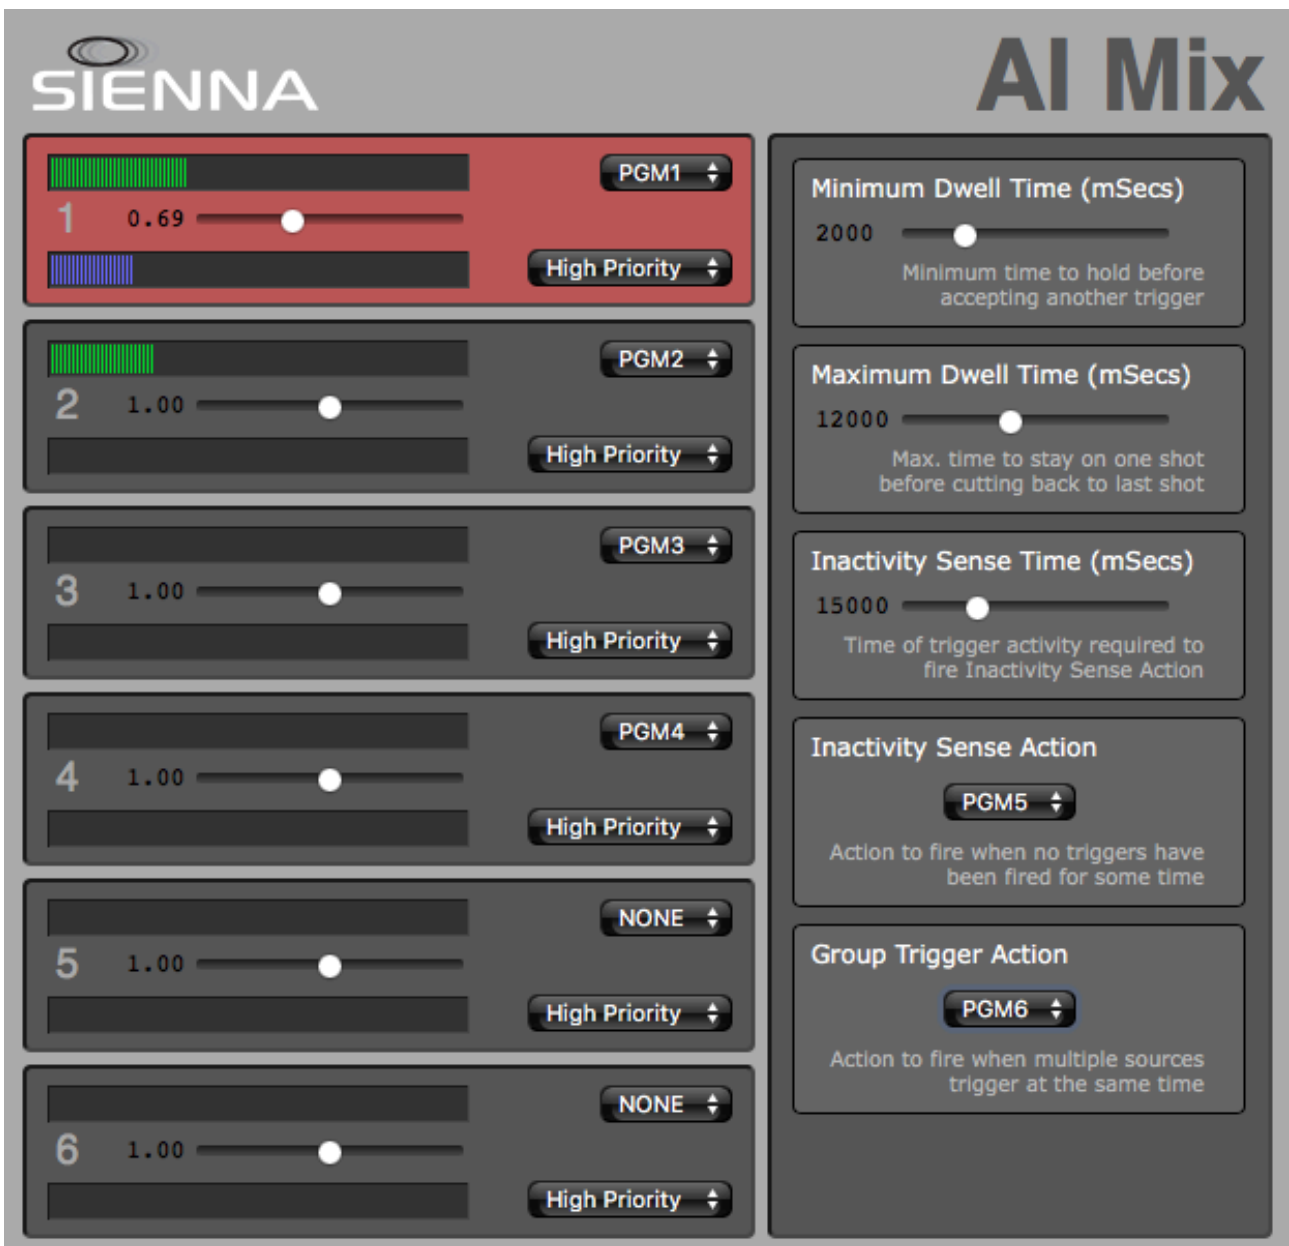 SIENNA
AI Mix
PGM1
1 0.69
High Priority
PGM2
2 1.00
High Priority
PGM3
3 1.00
High Priority
PGM4
4 1.00
High Priority
NONE
5 1.00
High Priority
NONE
6 1.00
High Priority
Minimum Dwell Time (mSecs)
2000
Minimum time to hold before
accepting another trigger
Maximum Dwell Time (mSecs)
12000
Max. time to stay on one shot
before cutting back to last shot
Inactivity Sense Time (mSecs)
15000
Time of trigger activity required to
fire Inactivity Sense Action
Inactivity Sense Action
PGM5
Action to fire when no triggers have
been fired for some time
Group Trigger Action
PGM6
Action to fire when multiple sources
trigger at the same time